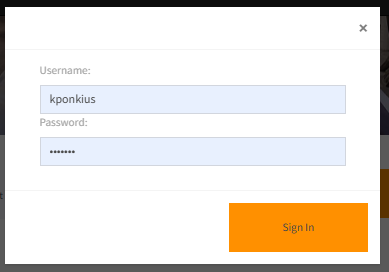 ×
Username:
kponkius
Password:
•••••••
Sign In